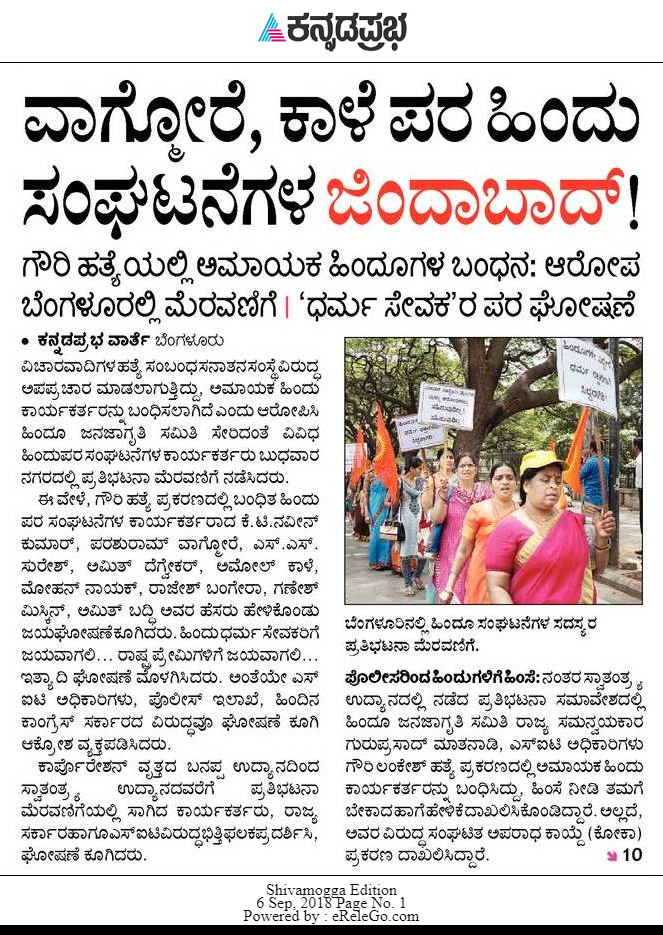 ಕನ್ನಡಪ್ರಭ
ವಾಗ್ಮೋರೆ, ಕಾಳೆ ಪರ ಹಿಂದು
ಸಂಘಟನೆಗಳ ಜಿಂದಾಬಾದ್!
ಗೌರಿ ಹತ್ಯೆಯಲ್ಲಿ ಅಮಾಯಕ ಹಿಂದೂಗಳ ಬಂಧನ: ಆರೋಪ
ಬೆಂಗಳೂರಲ್ಲಿ ಮೆರವಣಿಗೆ | ‘ಧರ್ಮ ಸೇವಕ’ರ ಪರ ಘೋಷಣೆ
• ಕನ್ನಡಪ್ರಭ ವಾರ್ತೆ ಬೆಂಗಳೂರು
ವಿಚಾರವಾದಿಗಳ ಹತ್ಯೆ ಸಂಬಂಧ ಸನಾತನ ಸಂಸ್ಥೆ ವಿರುದ್ಧ
ಅಪಪ್ರಚಾರ ಮಾಡಲಾಗುತ್ತಿದ್ದು, ಅಮಾಯಕ ಹಿಂದು
ಕಾರ್ಯಕರ್ತರನ್ನು ಬಂಧಿಸಲಾಗಿದೆ ಎಂದು ಆರೋಪಿಸಿ
ಹಿಂದೂ ಜನಜಾಗೃತಿ ಸಮಿತಿ ಸೇರಿದಂತೆ ವಿವಿಧ
ಹಿಂದುಪರ ಸಂಘಟನೆಗಳ ಕಾರ್ಯಕರ್ತರು ಬುಧವಾರ
ನಗರದಲ್ಲಿ ಪ್ರತಿಭಟನಾ ಮೆರವಣಿಗೆ ನಡೆಸಿದರು.
ಈ ವೇಳೆ, ಗೌರಿ ಹತ್ಯೆ ಪ್ರಕರಣದಲ್ಲಿ ಬಂಧಿತ ಹಿಂದು
ಪರ ಸಂಘಟನೆಗಳ ಕಾರ್ಯಕರ್ತರಾದ ಕೆ.ಟಿ.ನವೀನ್
ಕುಮಾರ್, ಪರಶುರಾಮ್ ವಾಗ್ಮೋರೆ, ಎಸ್.ಎಸ್.
ಸುರೇಶ್, ಅಮಿತ್ ದೆಗ್ವೇಕರ್, ಅಮೋಲ್ ಕಾಳೆ,
ಮೋಹನ್ ನಾಯಕ್, ರಾಜೇಶ್ ಬಂಗೇರಾ, ಗಣೇಶ್
ಮಿಸ್ಕಿನ್, ಅಮಿತ್ ಬದ್ಧಿ ಅವರ ಹೆಸರು ಹೇಳಿಕೊಂಡು
ಜಯಘೋಷಣೆ ಕೂಗಿದರು. ಹಿಂದು ಧರ್ಮ ಸೇವಕರಿಗೆ
ಜಯವಾಗಲಿ... ರಾಷ್ಟ್ರಪ್ರೇಮಿಗಳಿಗೆ ಜಯವಾಗಲಿ...
ಇತ್ಯಾದಿ ಘೋಷಣೆ ಮೊಳಗಿಸಿದರು. ಅಂತೆಯೇ ಎಸ್
ಐಟಿ ಅಧಿಕಾರಿಗಳು, ಪೊಲೀಸ್ ಇಲಾಖೆ, ಹಿಂದಿನ
ಕಾಂಗ್ರೆಸ್ ಸರ್ಕಾರದ ವಿರುದ್ಧವೂ ಘೋಷಣೆ ಕೂಗಿ
ಆಕ್ರೋಶ ವ್ಯಕ್ತಪಡಿಸಿದರು.
ಕಾರ್ಪೊರೇಶನ್ ವೃತ್ತದ ಬನಪ್ಪ ಉದ್ಯಾನದಿಂದ
ಸ್ವಾತಂತ್ರ್ಯ ಉದ್ಯಾನದವರೆಗೆ ಪ್ರತಿಭಟನಾ
ಮೆರವಣಿಗೆಯಲ್ಲಿ ಸಾಗಿದ ಕಾರ್ಯಕರ್ತರು, ರಾಜ್ಯ
ಸರ್ಕಾರ ಹಾಗೂ ಎಸ್ಐಟಿ ವಿರುದ್ಧ ಭಿತ್ತಿಫಲಕ ಪ್ರದರ್ಶಿಸಿ,
ಘೋಷಣೆ ಕೂಗಿದರು.
ಬೆಂಗಳೂರಿನಲ್ಲಿ ಹಿಂದೂ ಸಂಘಟನೆಗಳ ಸದಸ್ಯರ
ಪ್ರತಿಭಟನಾ ಮೆರವಣಿಗೆ.
ಪೊಲೀಸರಿಂದ ಹಿಂದುಗಳಿಗೆ ಹಿಂಸೆ: ನಂತರ ಸ್ವಾತಂತ್ರ್ಯ
ಉದ್ಯಾನದಲ್ಲಿ ನಡೆದ ಪ್ರತಿಭಟನಾ ಸಮಾವೇಶದಲ್ಲಿ
ಹಿಂದೂ ಜನಜಾಗೃತಿ ಸಮಿತಿ ರಾಜ್ಯ ಸಮನ್ವಯಕಾರ
ಗುರುಪ್ರಸಾದ್ ಮಾತನಾಡಿ, ಎಸ್ಐಟಿ ಅಧಿಕಾರಿಗಳು
ಗೌರಿ ಲಂಕೇಶ್ ಹತ್ಯೆ ಪ್ರಕರಣದಲ್ಲಿ ಅಮಾಯಕ ಹಿಂದು
ಕಾರ್ಯಕರ್ತರನ್ನು ಬಂಧಿಸಿದ್ದು, ಹಿಂಸೆ ನೀಡಿ ತಮಗೆ
ಬೇಕಾದ ಹಾಗೆ ಹೇಳಿಕೆ ದಾಖಲಿಸಿಕೊಂಡಿದ್ದಾರೆ. ಅಲ್ಲದೆ,
ಅವರ ವಿರುದ್ಧ ಸಂಘಟಿತ ಅಪರಾಧ ಕಾಯ್ದೆ (ಕೋಕಾ)
ಪ್ರಕರಣ ದಾಖಲಿಸಿದ್ದಾರೆ. 10
Shivamogga Edition
6 Sep, 2018 Page No. 1
Powered by : eReleGo.com